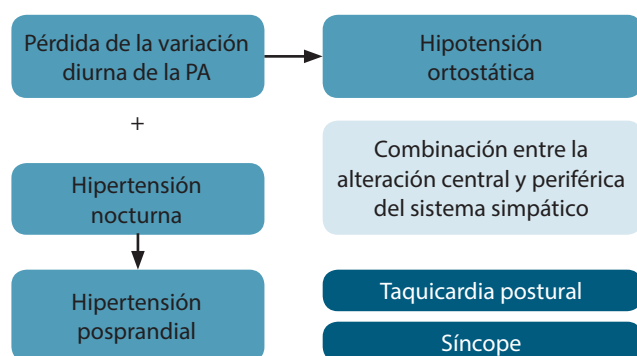 Pérdida de la variación
diurna de la PA
Hipotensión
ortostática
+
Combinación entre la
alteración central y periférica
del sistema simpático
Hipertensión
nocturna
Hipertensión
posprandial
Taquicardia postural
Síncope